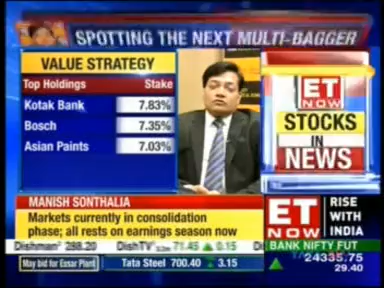 SPOTTING THE NEXT MULTI-BAGGER
VALUE STRATEGY
Top Holdings Stake
Kotak Bank 7.83%
Bosch 7.35%
Asian Paints 7.03%
ET
NOW
STOCKS
IN
NEWS
MANISH SONTHALIA
Markets currently in consolidation
phase; all rests on earnings season now
ET
NOW
RISE
WITH
INDIA
Dishman 288.20 DishTV 71.45 0.15
BANK NIFTY FUT
24335.75
29.40
May bid for Essar Plant Tata Steel 700.40 3.15